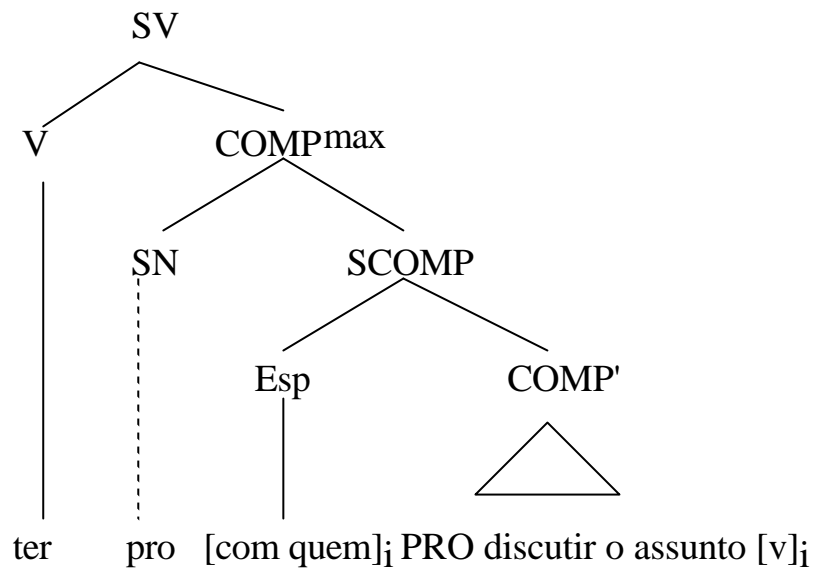 SV
V COMPmax
SN SCOMP
Esp COMP'
ter pro [com quem]i PRO discutir o assunto [v]i